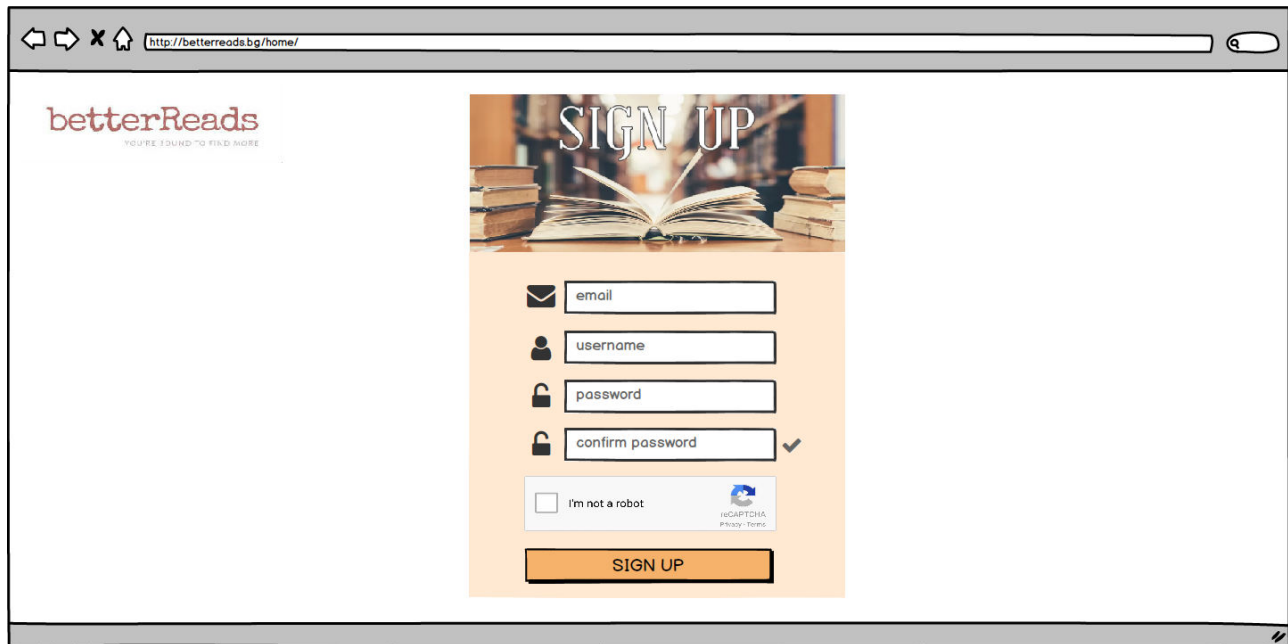 http://betterreads.bg/home/
betterReads
YOU'RE BOUND TO FIND MORE
SIGN UP
email
username
password
confirm password
I'm not a robot
reCAPTCHA
Privacy - Terms
SIGN UP